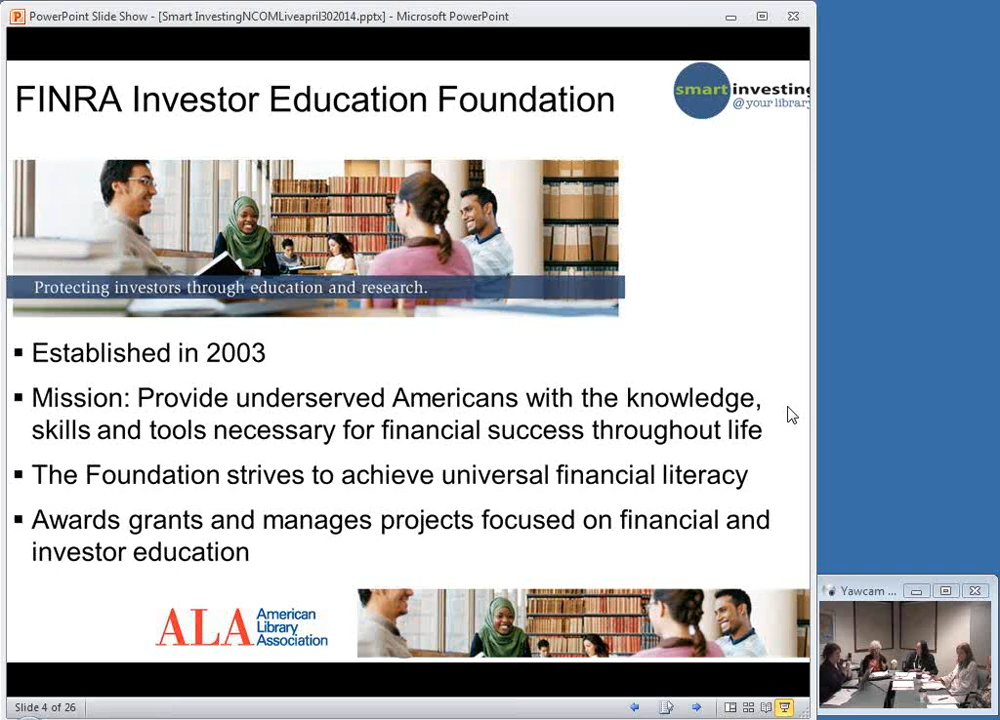 PowerPoint Slide Show - [Smart InvestingNCOMLiveapril302014.pptx] - Microsoft PowerPoint
FINRA Investor Education Foundation
smart investing
@ your library
Protecting investors through education and research.
▪ Established in 2003
▪ Mission: Provide underserved Americans with the knowledge,
skills and tools necessary for financial success throughout life
▪ The Foundation strives to achieve universal financial literacy
▪ Awards grants and manages projects focused on financial and
investor education
ALA American
Library
Association
Yawcam ...
Slide 4 of 26